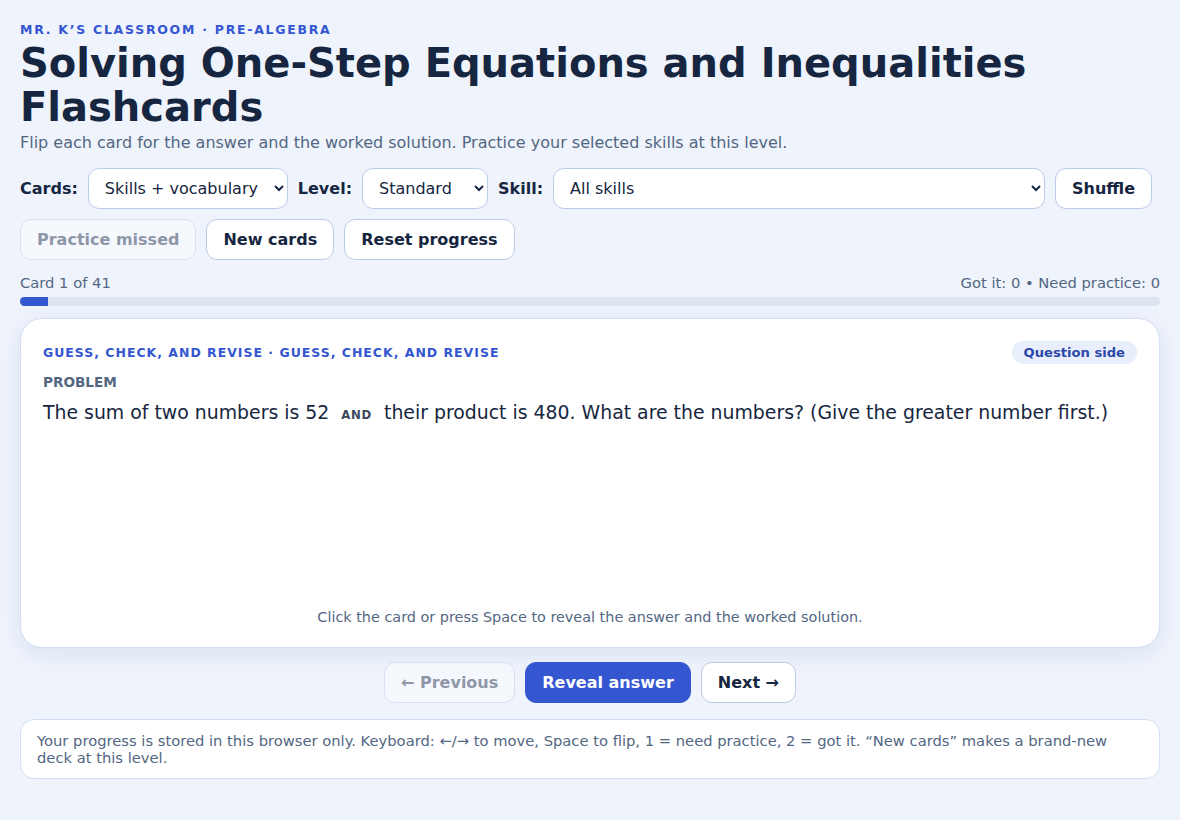 MR. K’S CLASSROOM · PRE-ALGEBRA
Solving One-Step Equations and Inequalities
Flashcards
Flip each card for the answer and the worked solution. Practice your selected skills at this level.
Cards: Skills + vocabulary Level: Standard Skill: All skills Shuffle
Practice missed New cards Reset progress
Card 1 of 41 Got it: 0 • Need practice: 0
GUESS, CHECK, AND REVISE · GUESS, CHECK, AND REVISE Question side
PROBLEM
The sum of two numbers is 52 AND their product is 480. What are the numbers? (Give the greater number first.)
Click the card or press Space to reveal the answer and the worked solution.
← Previous Reveal answer Next →
Your progress is stored in this browser only. Keyboard: ←/→ to move, Space to flip, 1 = need practice, 2 = got it. “New cards” makes a brand-new
deck at this level.